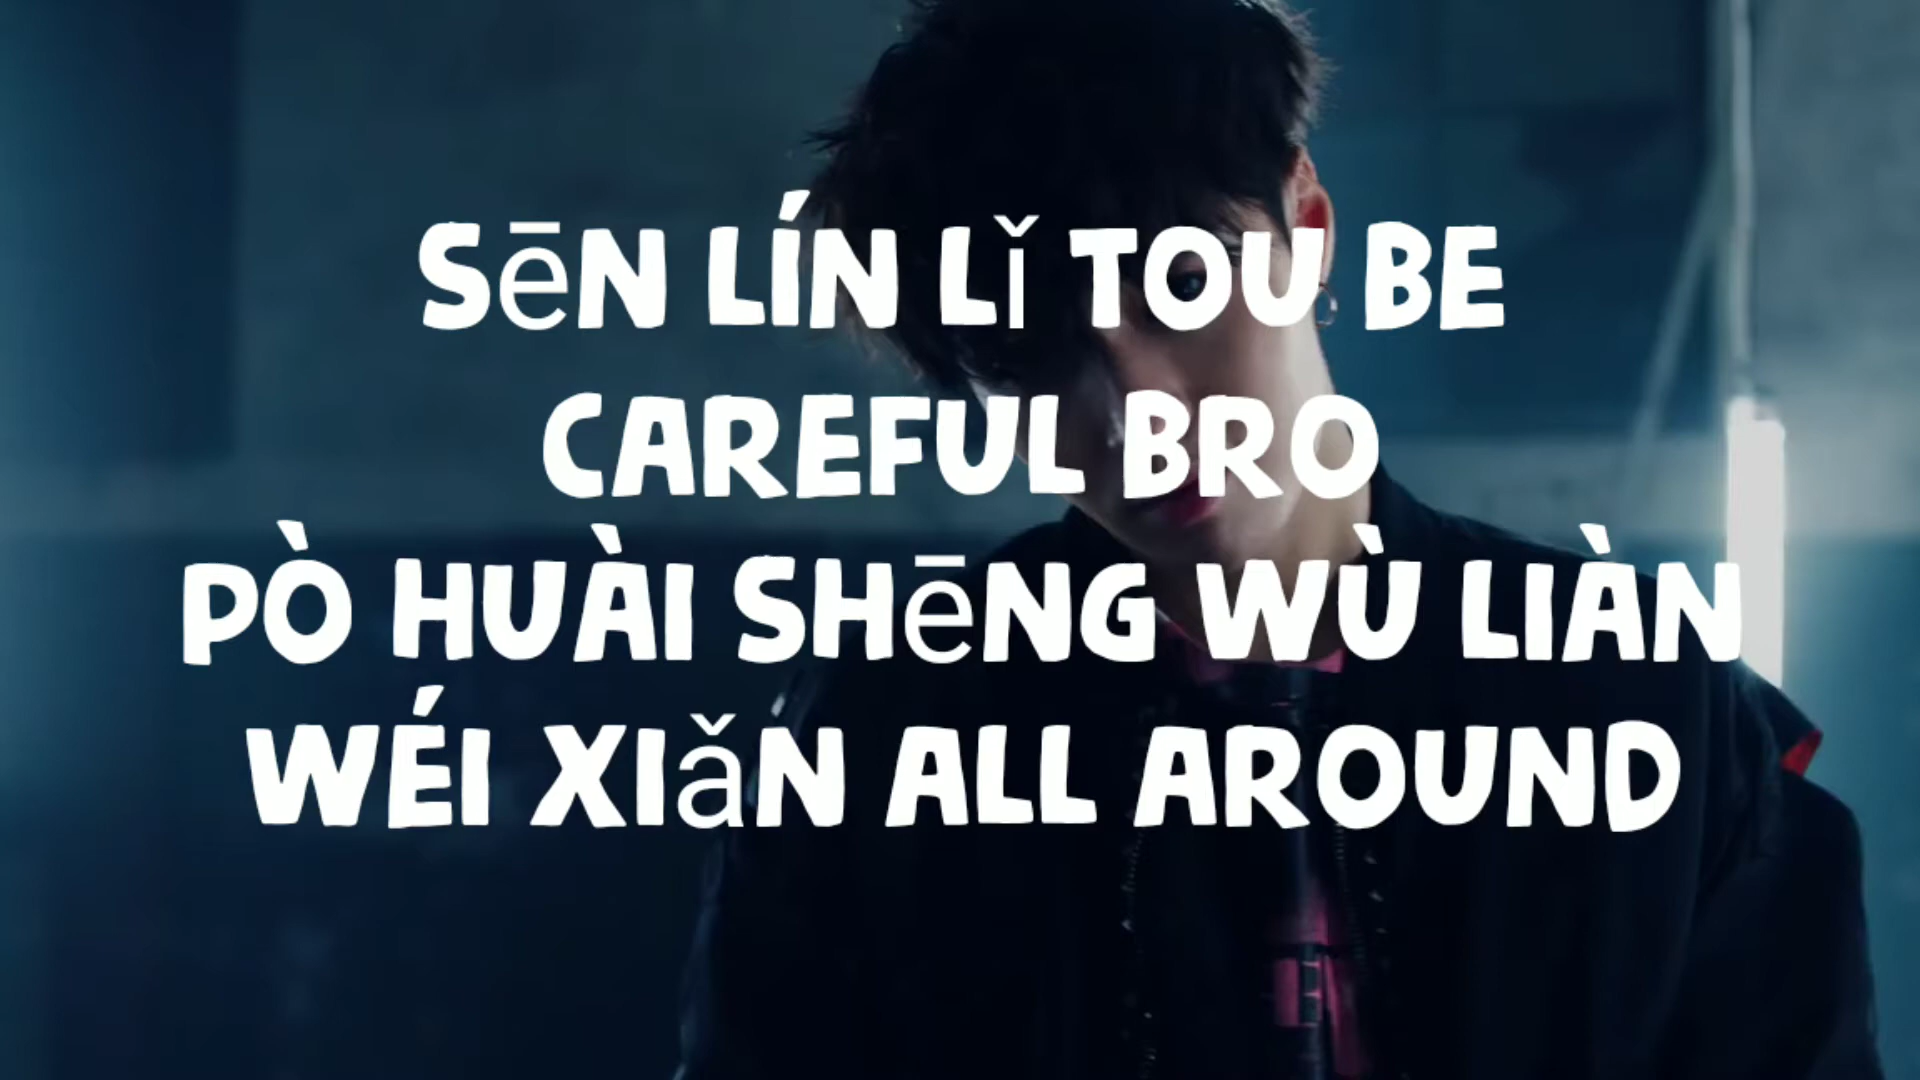 SēN LÍN Lǐ TOU BE
CAREFUL BRO
PÒ HUÀI SHēNG WÙ LIÀN
WÉI XIǎN ALL AROUND